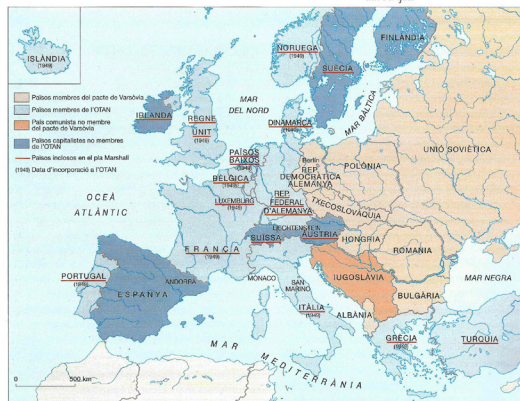 ISLÀNDIA
(1949)
Països membres del pacte de Varsòvia
Països membres de l'OTAN
País comunista no membre
del pacte de Varsòvia
Països capitalistes no membres
de l'OTAN
Països inclosos en el pla Marshall
(1949) Data d'incorporació a l'OTAN
NORUEGA
(1949)
SUÈCIA
FINLÀNDIA
MAR
DEL NORD
MAR BÀLTICA
IRLANDA
REGNE
UNIT
(1949)
DINAMARCA
(1949)
PAÏSOS
BAIXOS
(1949)
BÈLGICA
(1949)
LUXEMBURG
(1949)
Berlín
REP.
DEMOCRÀTICA
ALEMANYA
POLÒNIA
UNIÓ SOVIÈTICA
REP.
FEDERAL
D'ALEMANYA
TXECOSLOVÀQUIA
OCEÀ
ATLÀNTIC
FRANÇA
(1949)
LIECHTENSTEIN
SUÏSSA
ÀUSTRIA
HONGRIA
ROMANIA
IUGOSLÀVIA
BULGÀRIA
MAR NEGRA
PORTUGAL
(1949)
ESPANYA
ANDORRA
MÒNACO
SAN
MARINO
ITÀLIA
(1949)
ALBÀNIA
GRÈCIA
TURQUIA
MAR MEDITERRÀNIA
0 500 km